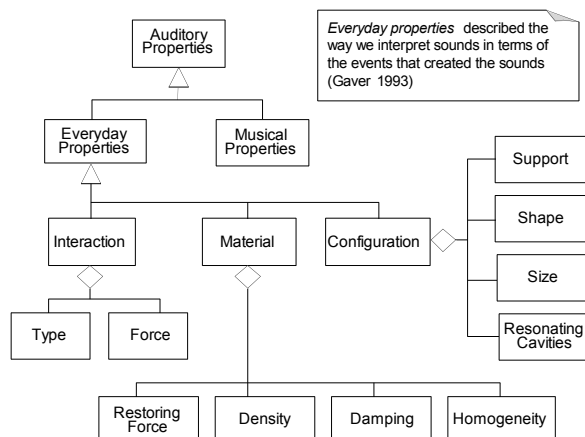 Auditory
Properties
Everyday properties described the
way we interpret sounds in terms of
the events that created the sounds
(Gaver 1993)
Everyday
Properties
Musical
Properties
Support
Shape
Interaction
Material
Configuration
Size
Type
Force
Resonating
Cavities
Restoring
Force
Density
Damping
Homogeneity